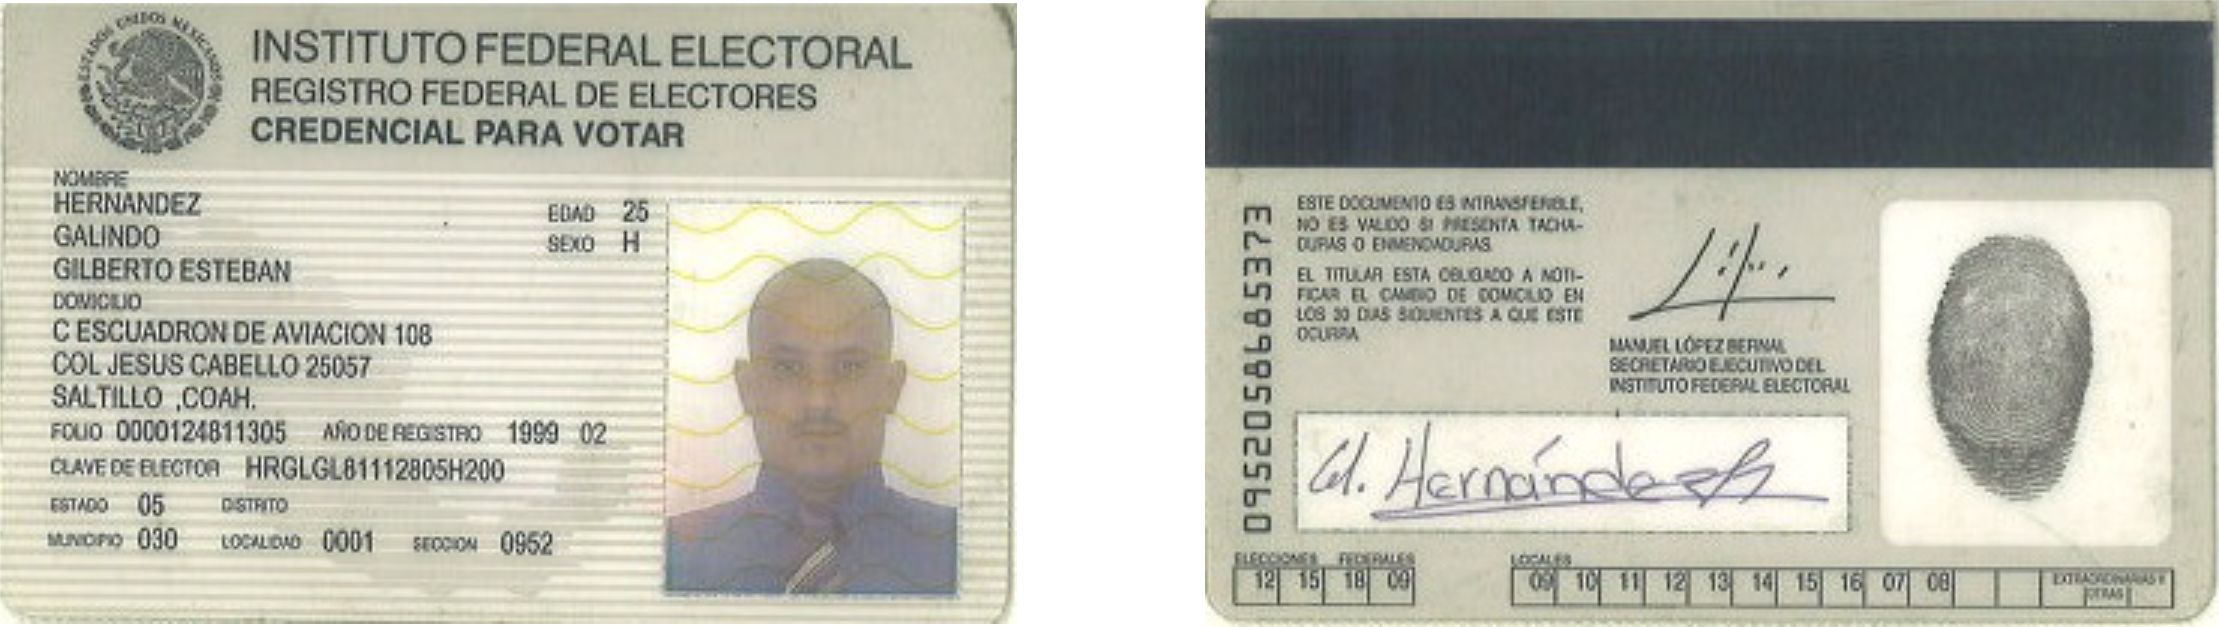 ESTADOS UNIDOS MEXICANOS
INSTITUTO FEDERAL ELECTORAL
REGISTRO FEDERAL DE ELECTORES
CREDENCIAL PARA VOTAR
NOMBRE
HERNANDEZ
GALINDO
GILBERTO ESTEBAN
EDAD 25
SEXO H
DOMICILIO
C ESCUADRON DE AVIACION 108
COL JESUS CABELLO 25057
SALTILLO ,COAH.
FOLIO 0000124811305 AÑO DE REGISTRO 1999 02
CLAVE DE ELECTOR HRGLGL81112805H200
ESTADO 05 DISTRITO
MUNICIPIO 030 LOCALIDAD 0001 SECCION 0952
0952058685373
ESTE DOCUMENTO ES INTRANSFERIBLE,
NO ES VALIDO SI PRESENTA TACHA-
DURAS O ENMENDADURAS.
EL TITULAR ESTA OBLIGADO A NOTI-
FICAR EL CAMBIO DE DOMICILIO EN
LOS 30 DIAS SIGUIENTES A QUE ESTE
OCURRA.
MANUEL LÓPEZ BERNAL
SECRETARIO EJECUTIVO DEL
INSTITUTO FEDERAL ELECTORAL
Hernández
ELECCIONES FEDERALES
12 15 18 09
LOCALES
09 10 11 12 13 14 15 16 07 08
EXTRAORDINARIAS Y
OTRAS